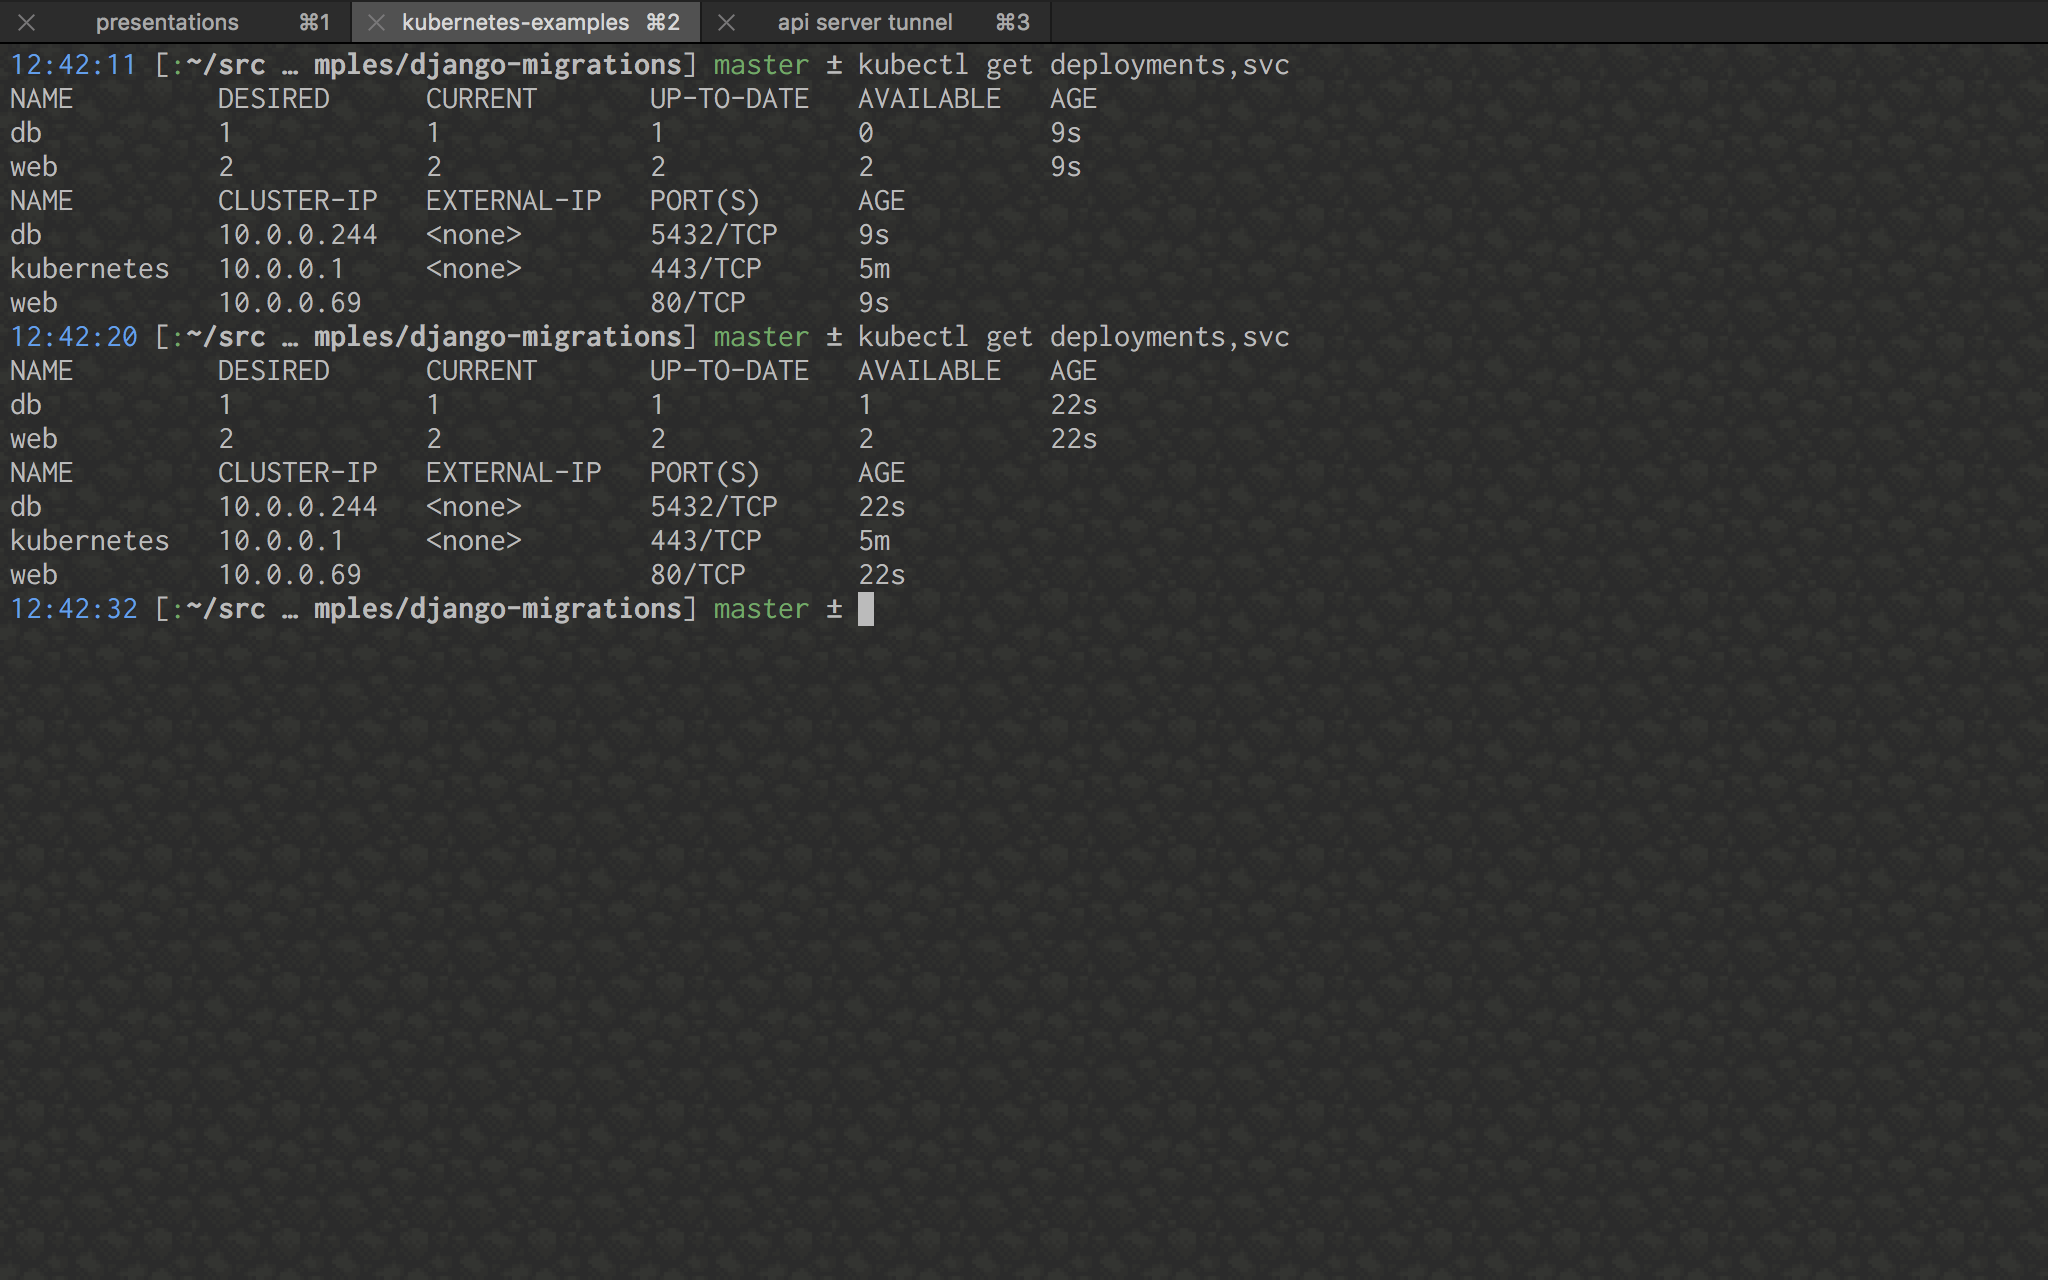 presentations ⌘1 kubernetes-examples ⌘2 api server tunnel ⌘3
12:42:11 [:~/src … mples/django-migrations] master ± kubectl get deployments,svc
NAME DESIRED CURRENT UP-TO-DATE AVAILABLE AGE
db 1 1 1 0 9s
web 2 2 2 2 9s
NAME CLUSTER-IP EXTERNAL-IP PORT(S) AGE
db 10.0.0.244 <none> 5432/TCP 9s
kubernetes 10.0.0.1 <none> 443/TCP 5m
web 10.0.0.69 80/TCP 9s
12:42:20 [:~/src … mples/django-migrations] master ± kubectl get deployments,svc
NAME DESIRED CURRENT UP-TO-DATE AVAILABLE AGE
db 1 1 1 1 22s
web 2 2 2 2 22s
NAME CLUSTER-IP EXTERNAL-IP PORT(S) AGE
db 10.0.0.244 <none> 5432/TCP 22s
kubernetes 10.0.0.1 <none> 443/TCP 5m
web 10.0.0.69 80/TCP 22s
12:42:32 [:~/src … mples/django-migrations] master ±